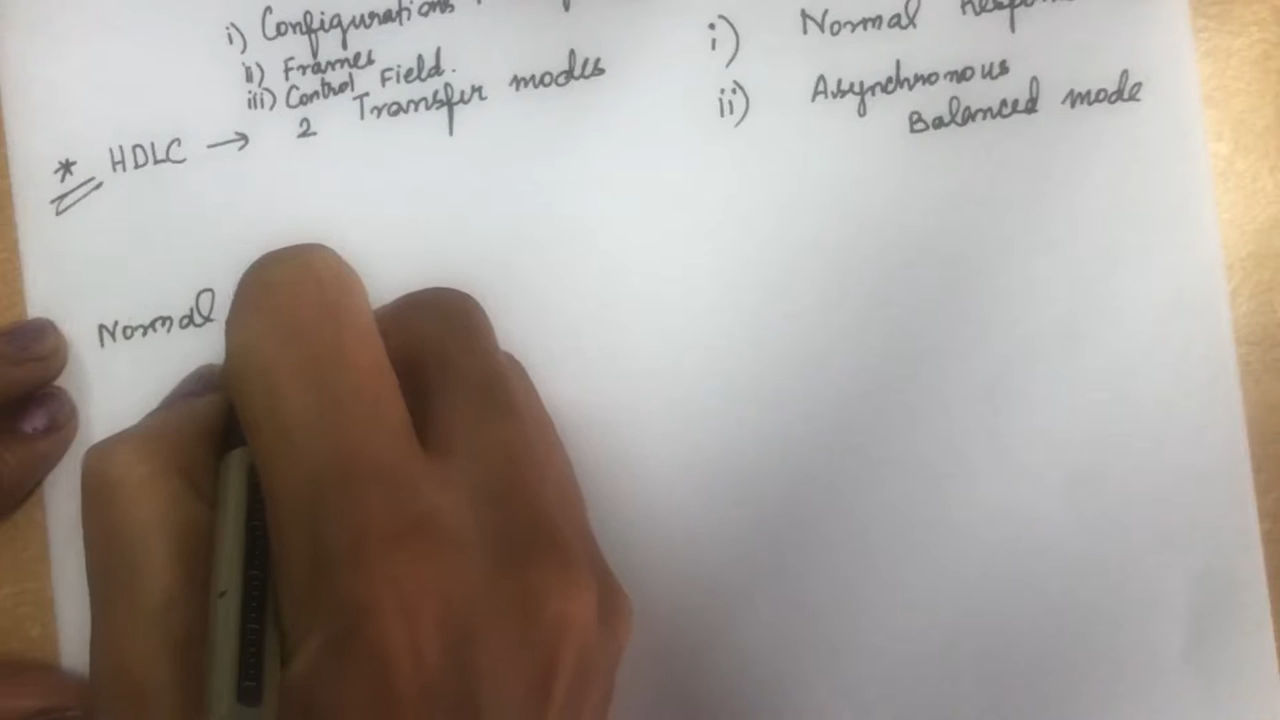 i) Configurations
ii) Frames
iii) Control Field.
* HDLC → 2 Transfer modes
i) Normal
ii) Asynchronous
Balanced mode
Normal